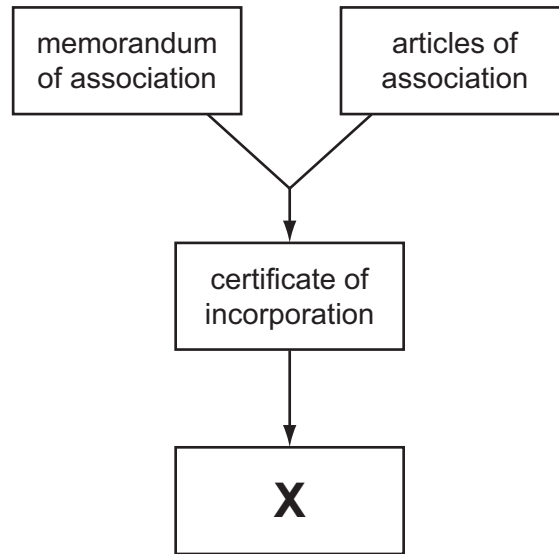 memorandum
of association
articles of
association
certificate of
incorporation
X